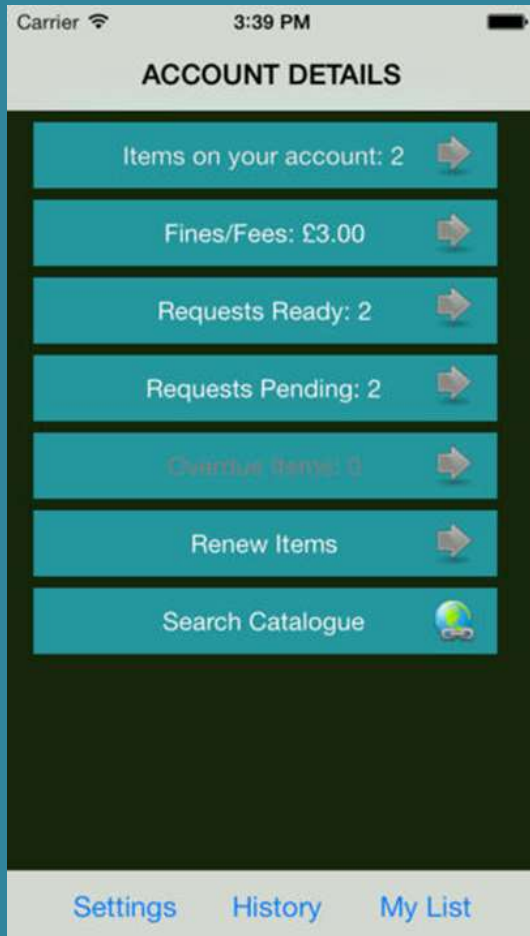 Carrier 3:39 PM
ACCOUNT DETAILS
Items on your account: 2
Fines/Fees: £3.00
Requests Ready: 2
Requests Pending: 2
Overdue Items: 0
Renew Items
Search Catalogue
Settings History My List